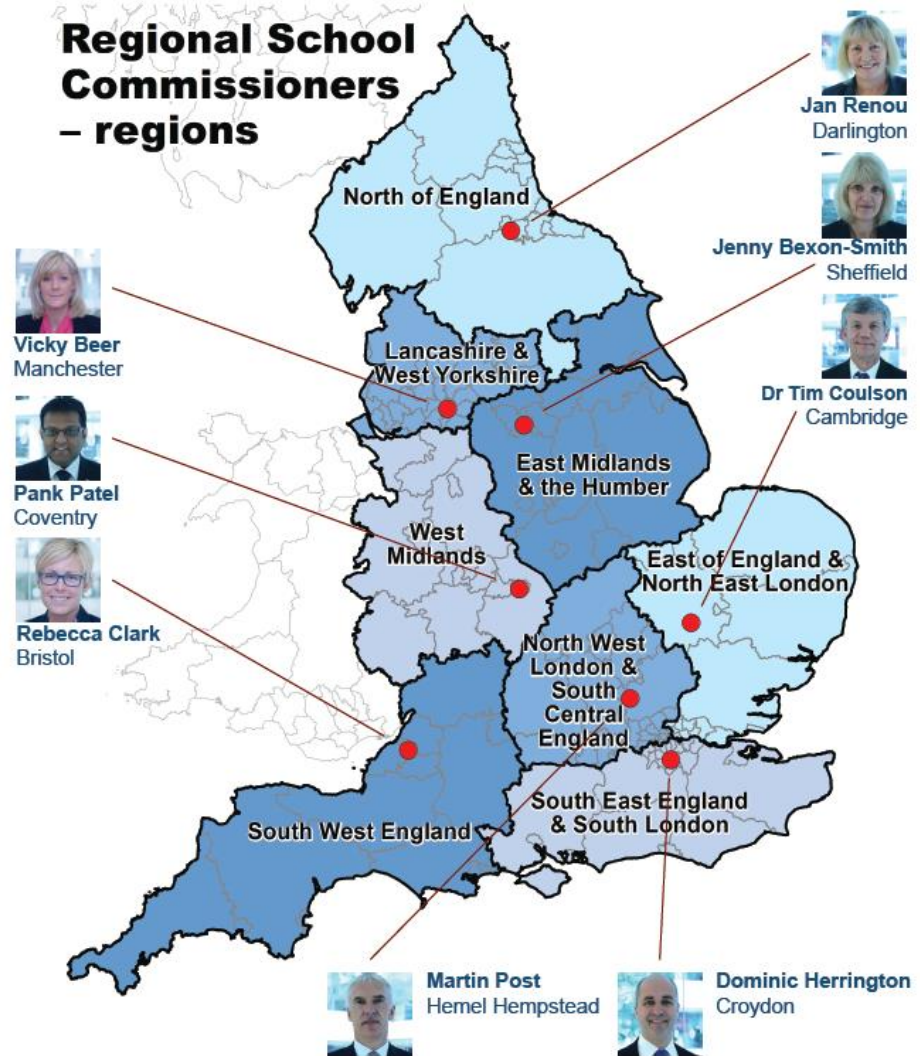 Regional School
Commissioners
– regions
Jan Renou
Darlington
North of England
Jenny Bexon-Smith
Sheffield
Vicky Beer
Manchester
Lancashire &
West Yorkshire
Dr Tim Coulson
Cambridge
Pank Patel
Coventry
East Midlands
& the Humber
West
Midlands
East of England &
North East London
Rebecca Clark
Bristol
North West
London &
South
Central
England
South East England
& South London
South West England
Martin Post
Hemel Hempstead
Dominic Herrington
Croydon